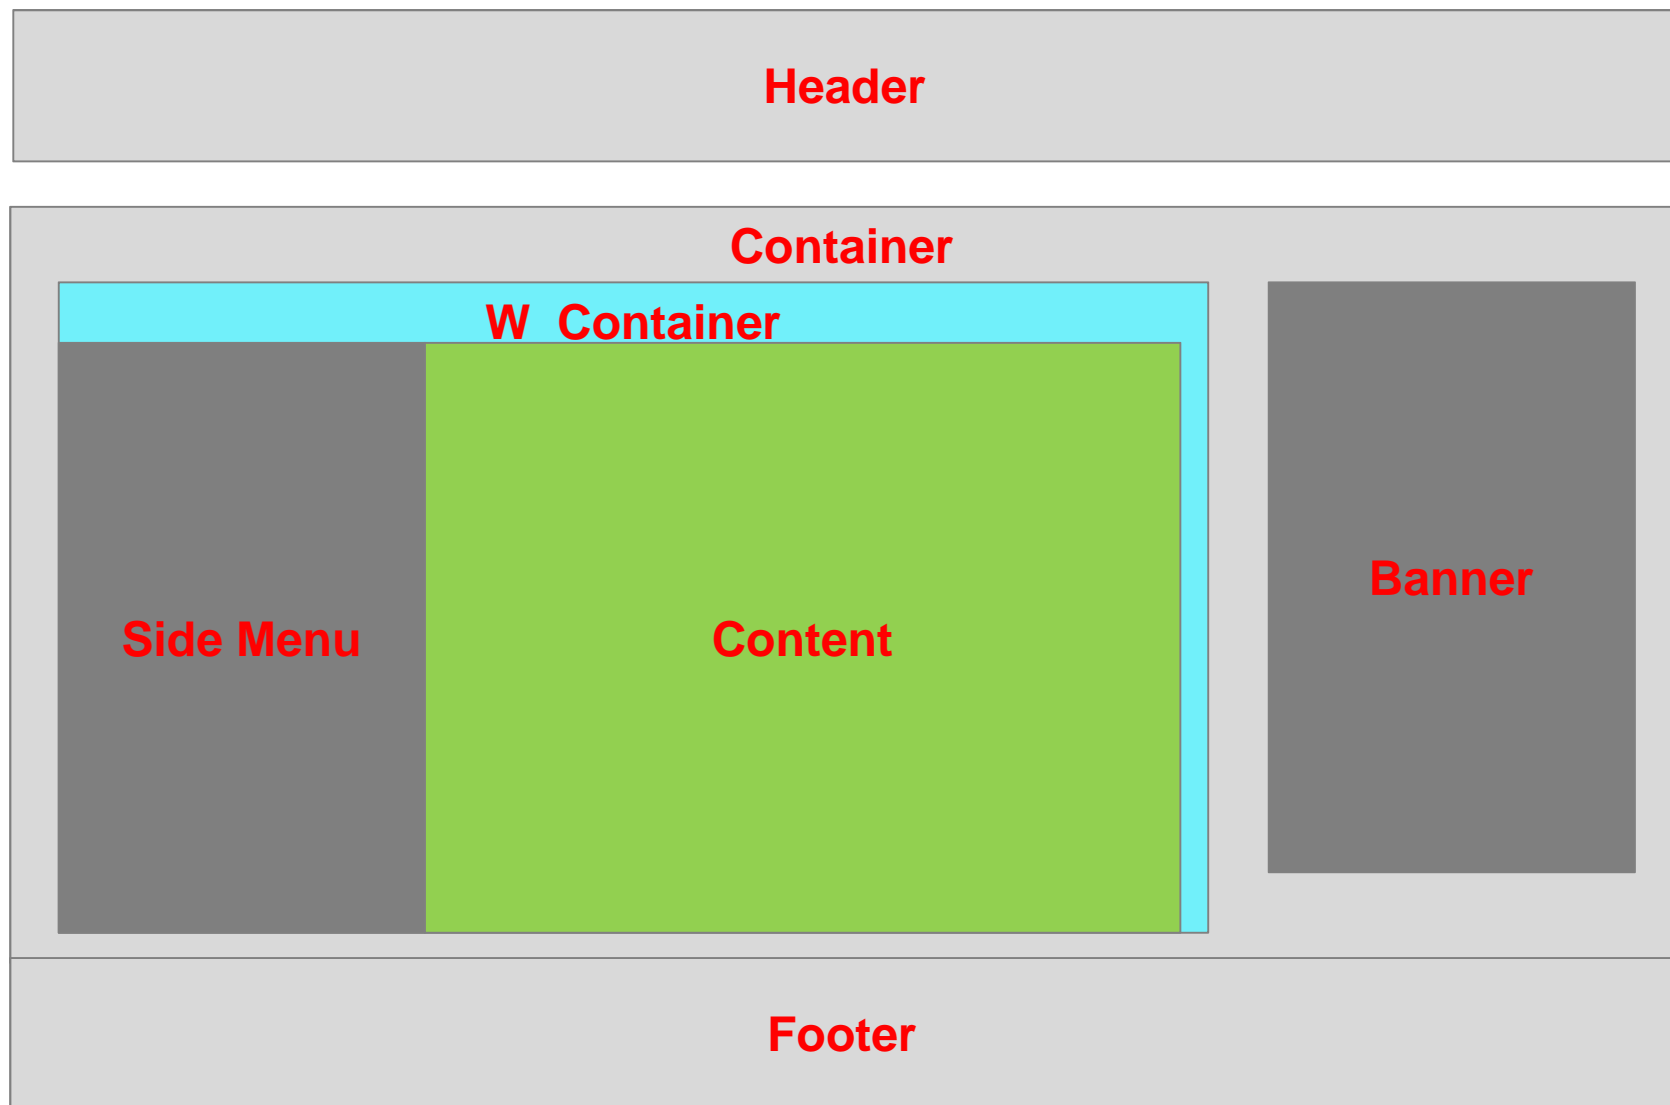 Header
Container
W  Container
Side Menu
Content
Banner
Footer